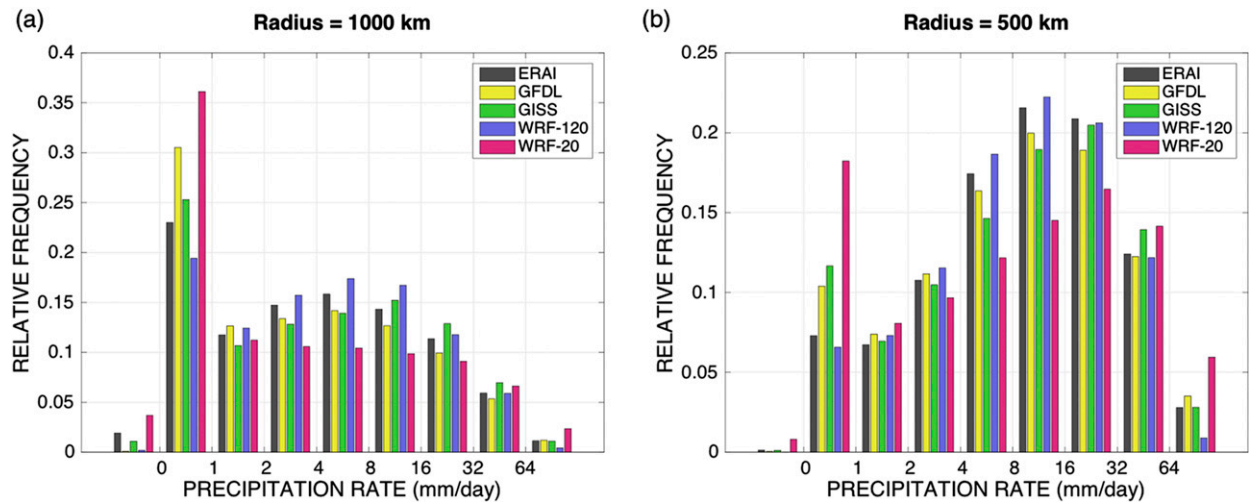 (a)
Radius = 1000 km
0.4
0.35
0.3
0.25
0.2
0.15
0.1
0.05
0
RELATIVE FREQUENCY
ERAI
GFDL
GISS
WRF-120
WRF-20
0 1 2 4 8 16 32 64
PRECIPITATION RATE (mm/day)
(b)
Radius = 500 km
0.25
0.2
0.15
0.1
0.05
0
RELATIVE FREQUENCY
ERAI
GFDL
GISS
WRF-120
WRF-20
0 1 2 4 8 16 32 64
PRECIPITATION RATE (mm/day)